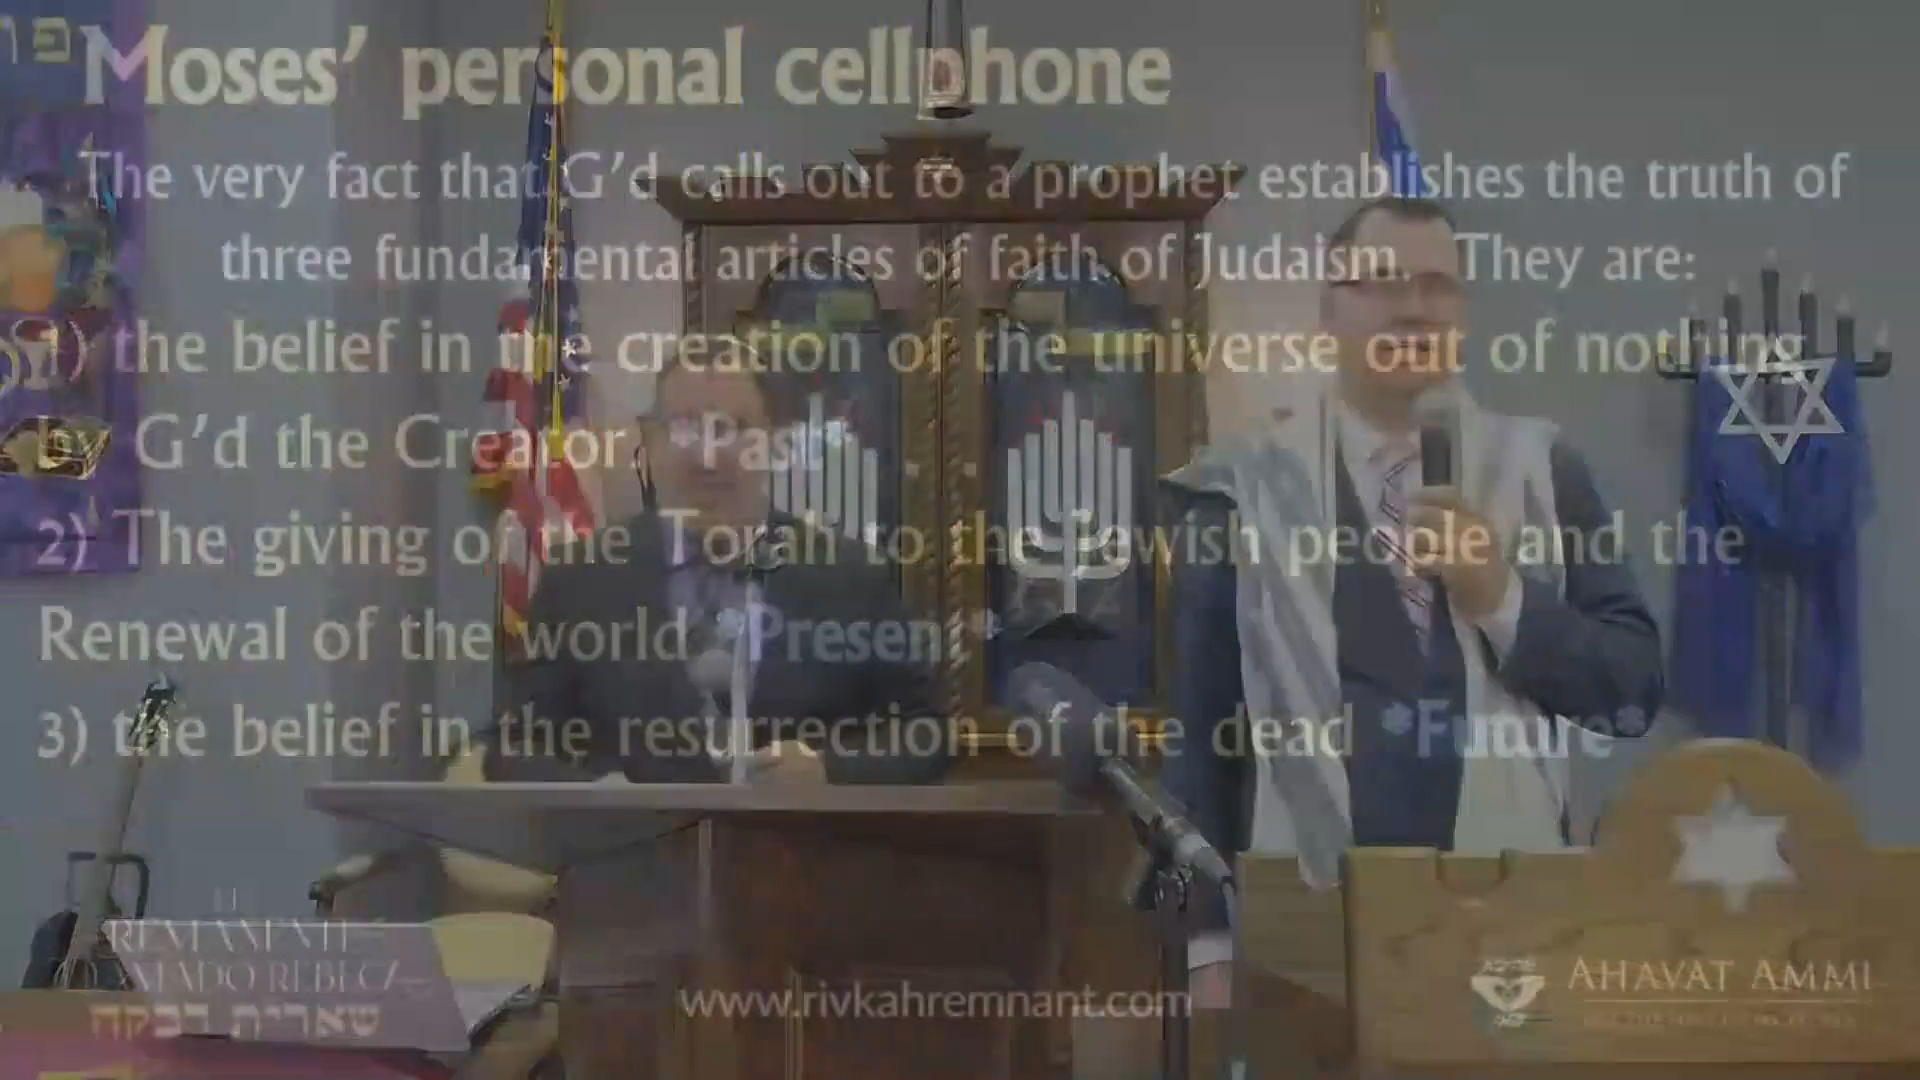 Moses’ personal cellphone
The very fact that G’d calls out to a prophet establishes the truth of
three fundamental articles of faith of Judaism. They are:
1) the belief in the creation of the universe out of nothing
by G’d the Creator. *Past*
2) The giving of the Torah to the Jewish people and the
Renewal of the world *Present*
3) the belief in the resurrection of the dead *Future*
שארית רבקה
www.rivkahremnant.com
AHAVAT AMMI